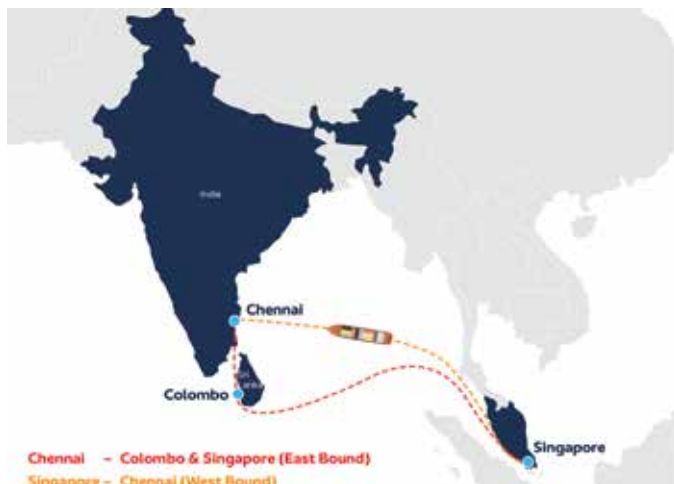 India
Chennai
Sri
Lanka
Colombo
Singapore
Chennai – Colombo & Singapore (East Bound)
Singapore – Chennai (West Bound)